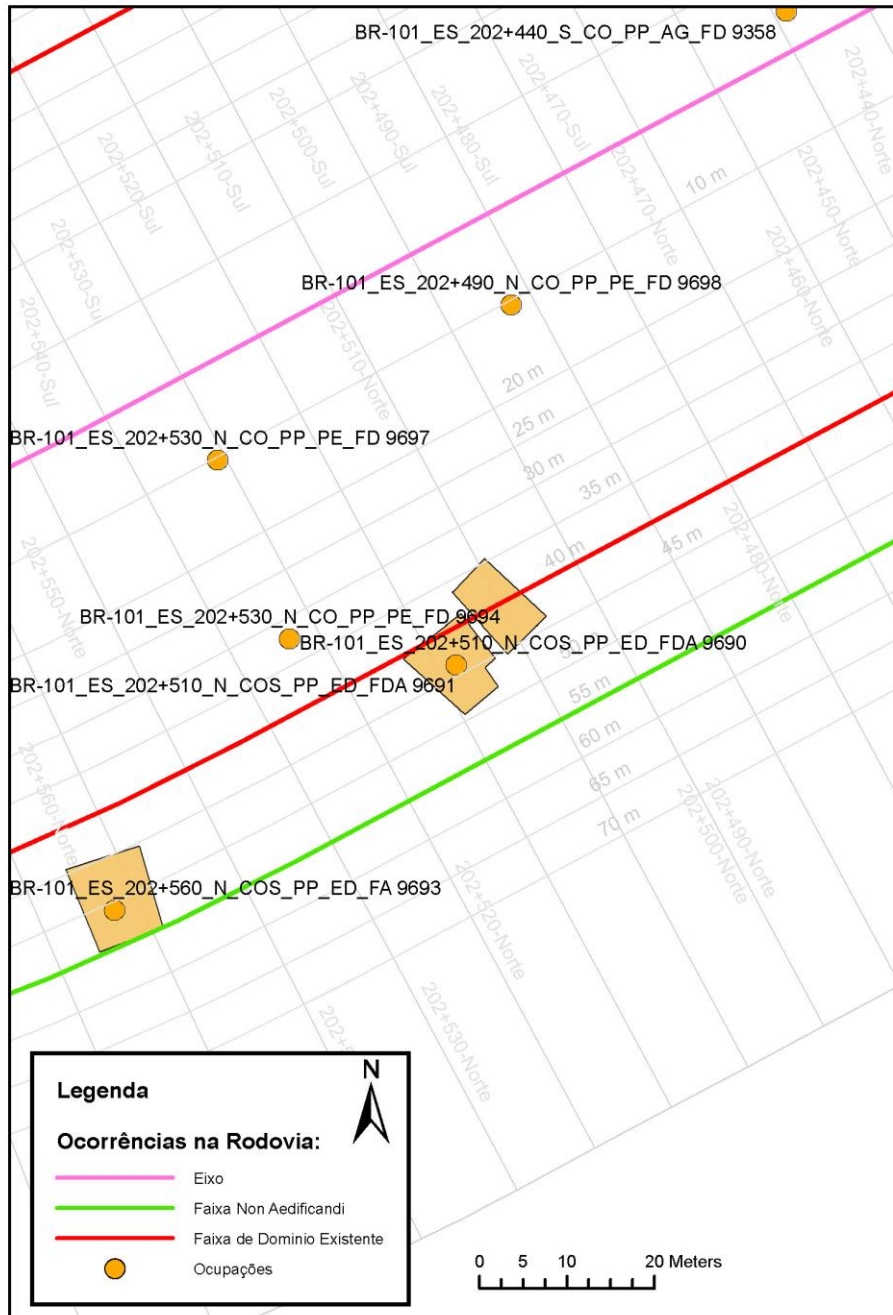 BR-101_ES_202+440_S_CO_PP_AG_FD 9358
202+440-Norte
202+470-Sul
202+480-Sul
202+490-Sul
202+500-Sul
202+510-Sul
202+520-Sul
202+530-Sul
202+540-Sul
202+450-Norte
202+460-Norte
202+470-Norte
10 m
BR-101_ES_202+490_N_CO_PP_PE_FD 9698
202+510-Norte
20 m
25 m
30 m
35 m
40 m
45 m
BR-101_ES_202+530_N_CO_PP_PE_FD 9697
202+480-Norte
202+550-Norte
BR-101_ES_202+530_N_CO_PP_PE_FD 9694
BR-101_ES_202+510_N_COS_PP_ED_FDA 9690
BR-101_ES_202+510_N_COS_PP_ED_FDA 9691
55 m
60 m
65 m
70 m
202+560-Norte
202+490-Norte
202+500-Norte
BR-101_ES_202+560_N_COS_PP_ED_FA 9693
202+520-Norte
202+530-Norte
N
Legenda
Ocorrências na Rodovia:
Eixo
Faixa Non Aedificandi
Faixa de Dominio Existente
Ocupações
0 5 10 20 Meters